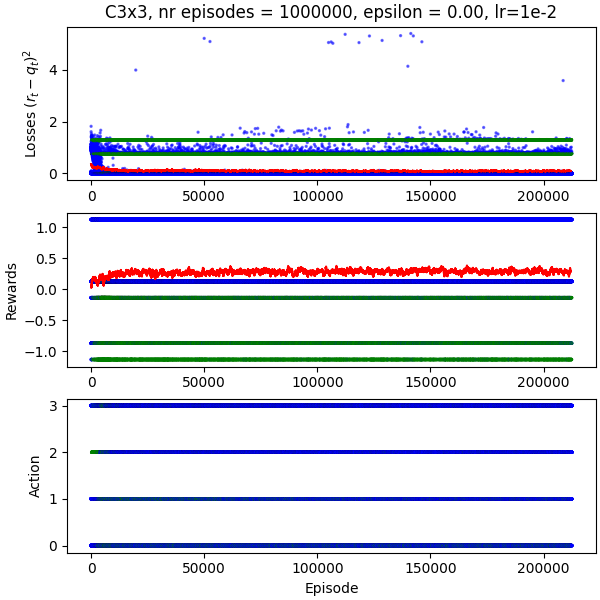 C3x3, nr episodes = 1000000, epsilon = 0.00, lr=1e-2
Losses $(r_t - q_t)^2$
4
2
0
0 50000 100000 150000 200000
Rewards
1.0
0.5
0.0
−0.5
−1.0
0 50000 100000 150000 200000
Action
3
2
1
0
0 50000 100000 150000 200000
Episode